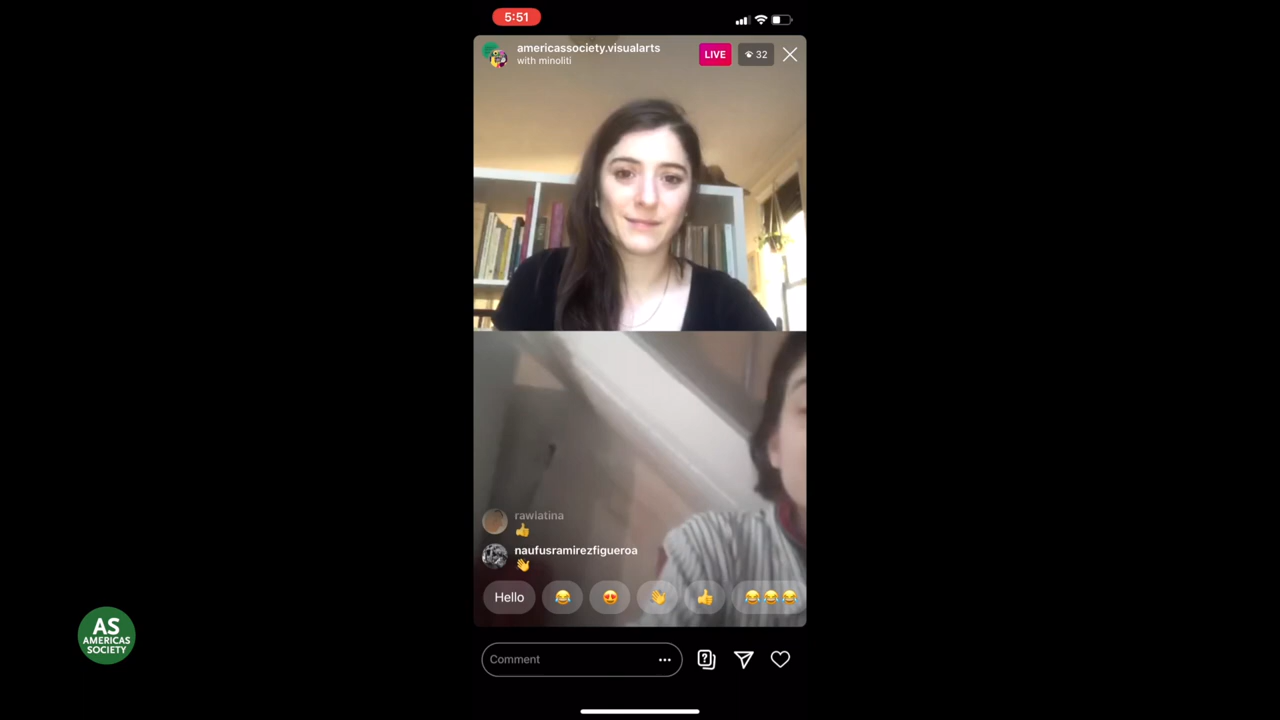 5:51
americassociety.visualarts
with minoliti
LIVE
32
rawiatina
👍
naufusramirezfigueroa
👋
Hello
😂
😍
👋
👍
😂😂😂
Comment
AS
AMERICAS
SOCIETY